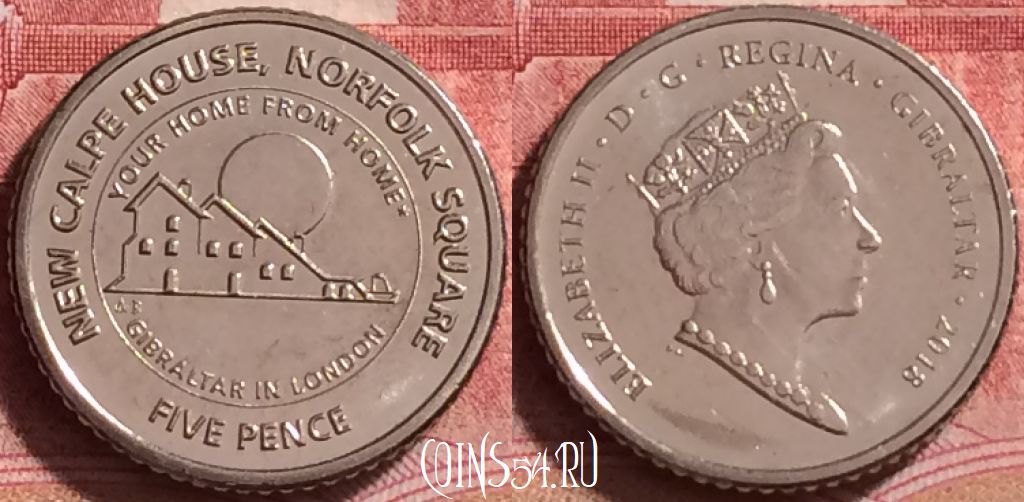 NEW CALPE HOUSE, NORFOLK SQUARE
YOUR HOME FROM HOME*
GIBRALTAR IN LONDON
FIVE PENCE
ELIZABETH II · D · G · REGINA · GIBRALTAR · 2018
COINS54.RU